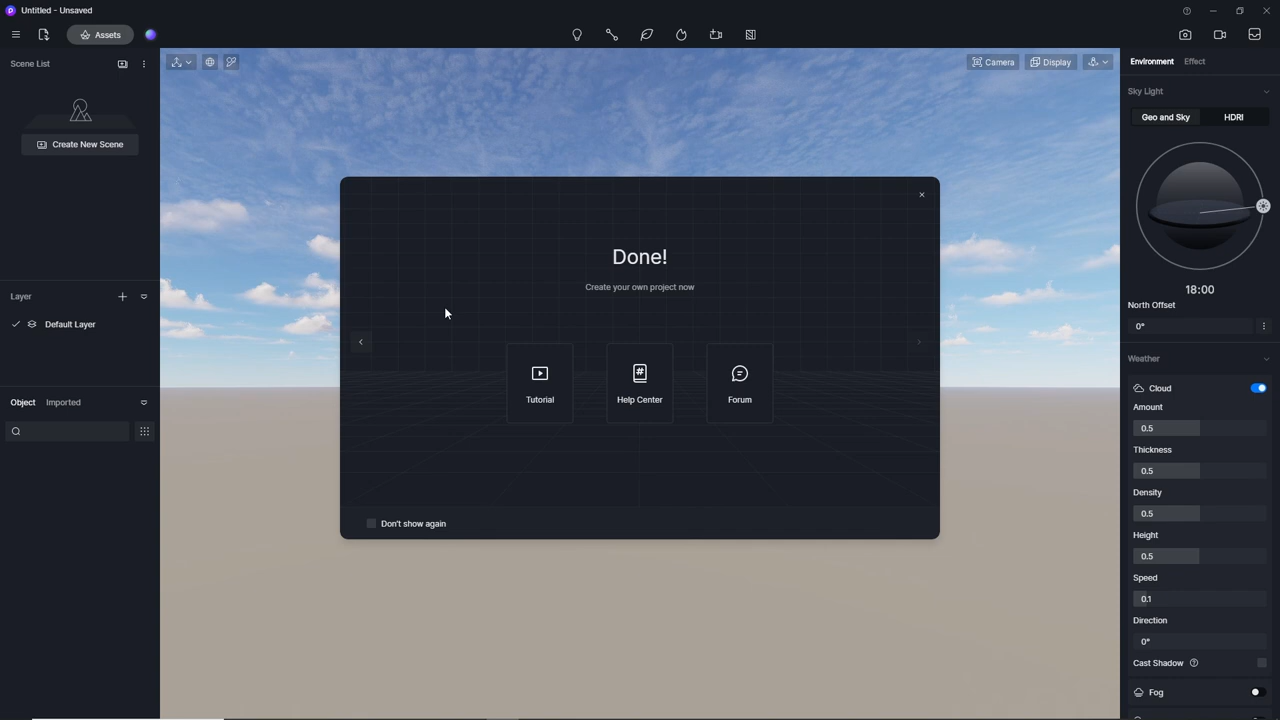 Untitled - Unsaved
Assets
Scene List
Create New Scene
Layer
Default Layer
Object Imported
Camera Display
Done!
Create your own project now
Tutorial Help Center Forum
Don't show again
Environment Effect
Sky Light
Geo and Sky HDRI
18:00
North Offset
0°
Weather
Cloud
Amount
0.5
Thickness
0.5
Density
0.5
Height
0.5
Speed
0.1
Direction
0°
Cast Shadow
Fog